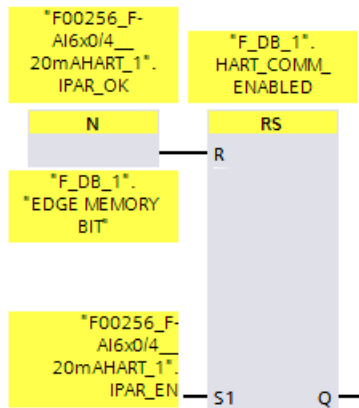 "F00256_F-
AI6x0/4__
20mAHART_1".
IPAR_OK
"F_DB_1".
HART_COMM_
ENABLED
N
RS
R
"F_DB_1".
"EDGE MEMORY
BIT"
"F00256_F-
AI6x0/4__
20mAHART_1".
IPAR_EN
S1
Q